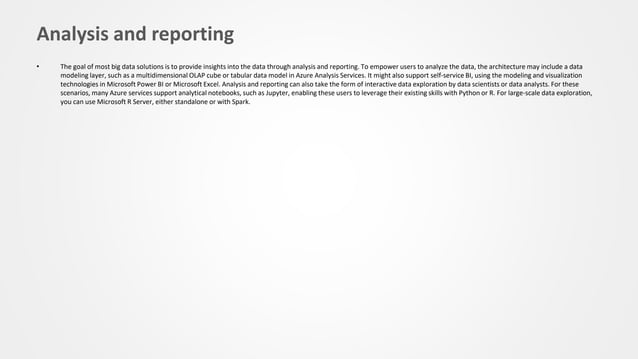 Analysis and reporting
• The goal of most big data solutions is to provide insights into the data through analysis and reporting. To empower users to analyze the data, the architecture may include a data
modeling layer, such as a multidimensional OLAP cube or tabular data model in Azure Analysis Services. It might also support self-service BI, using the modeling and visualization
technologies in Microsoft Power BI or Microsoft Excel. Analysis and reporting can also take the form of interactive data exploration by data scientists or data analysts. For these
scenarios, many Azure services support analytical notebooks, such as Jupyter, enabling these users to leverage their existing skills with Python or R. For large-scale data exploration,
you can use Microsoft R Server, either standalone or with Spark.